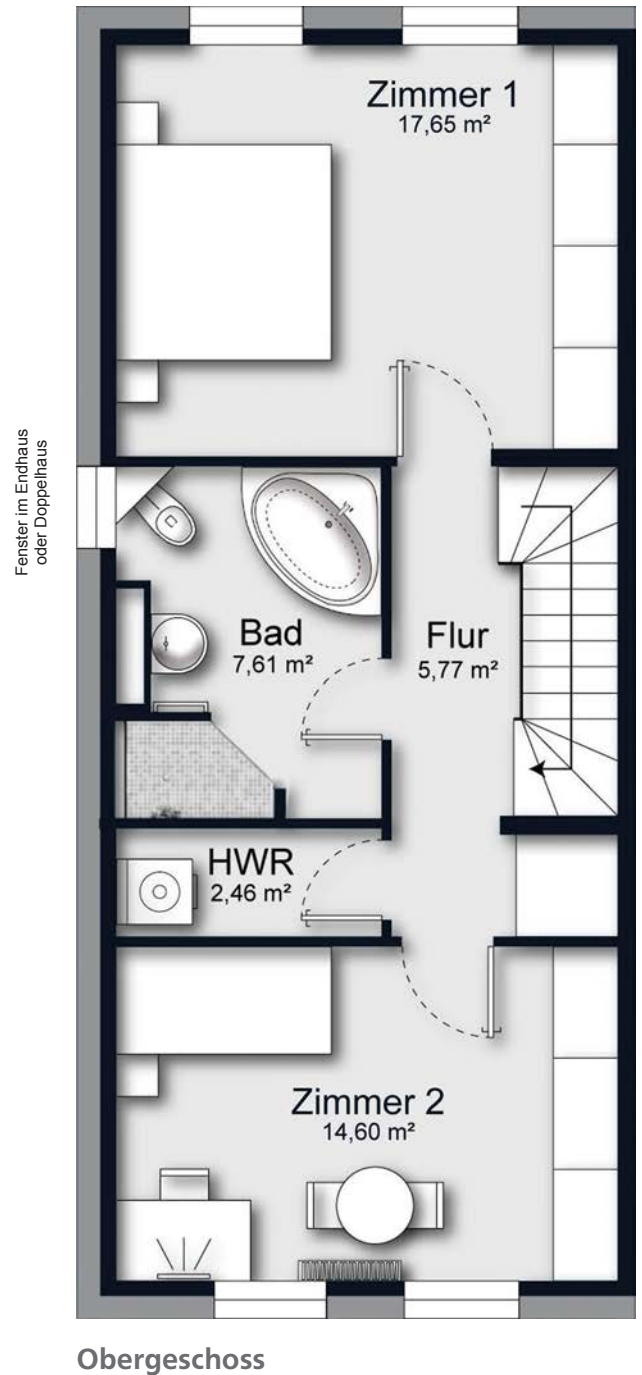 Zimmer 1
17,65 m²
Fenster im Endhaus
oder Doppelhaus
Bad
7,61 m²
Flur
5,77 m²
HWR
2,46 m²
Zimmer 2
14,60 m²
Obergeschoss